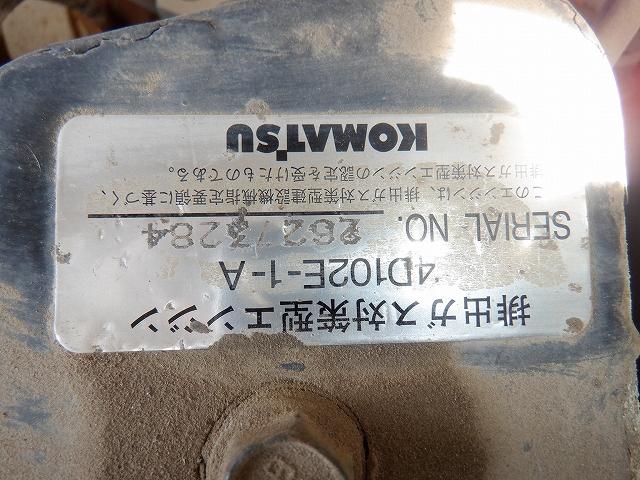 排出ガス対策型エンジン
4D102E-1-A
SERIAL NO. 26273284
このエンジンは、排出ガス対策型建設機械指定要領に基づく、
排出ガス対策型エンジンの認定を受けたものである。
KOMATSU